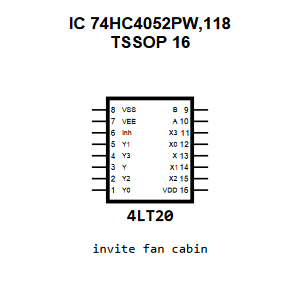 IC 74HC4052PW,118
TSSOP 16
8 VSS B 9
7 VEE A 10
6 Inh X3 11
5 Y1 X0 12
4 Y3 X 13
3 Y X1 14
2 Y2 X2 15
1 Y0 VDD 16
4LT20
invite fan cabin